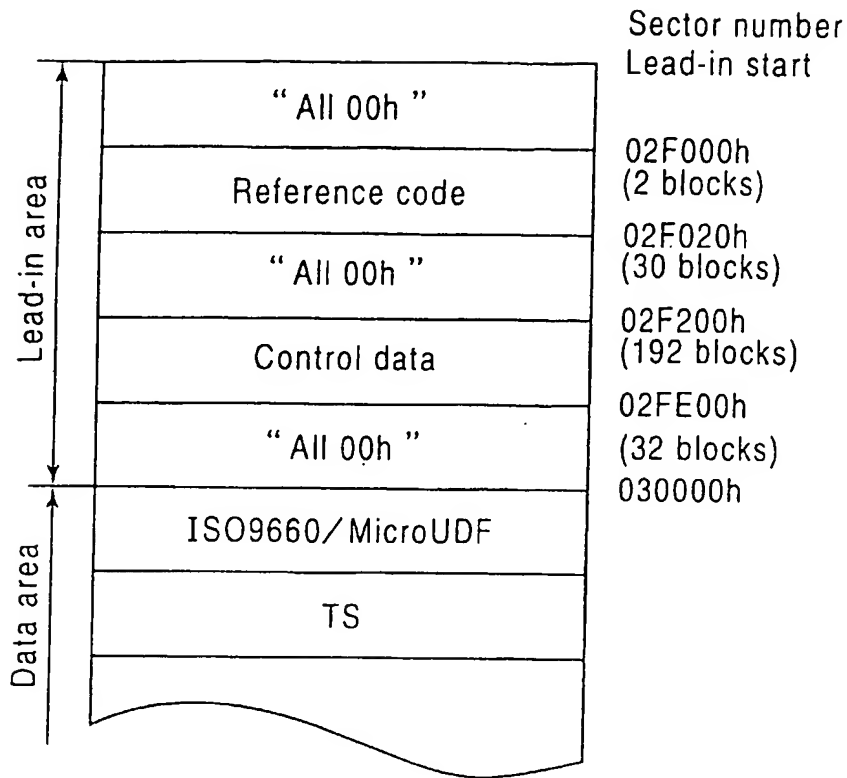 Sector number
Lead-in start
“ All 00h ”
02F000h
(2 blocks)
Reference code
02F020h
(30 blocks)
“ All 00h ”
02F200h
(192 blocks)
Control data
02FE00h
(32 blocks)
“ All 00h ”
030000h
ISO9660/MicroUDF
TS
Lead-in area
Data area